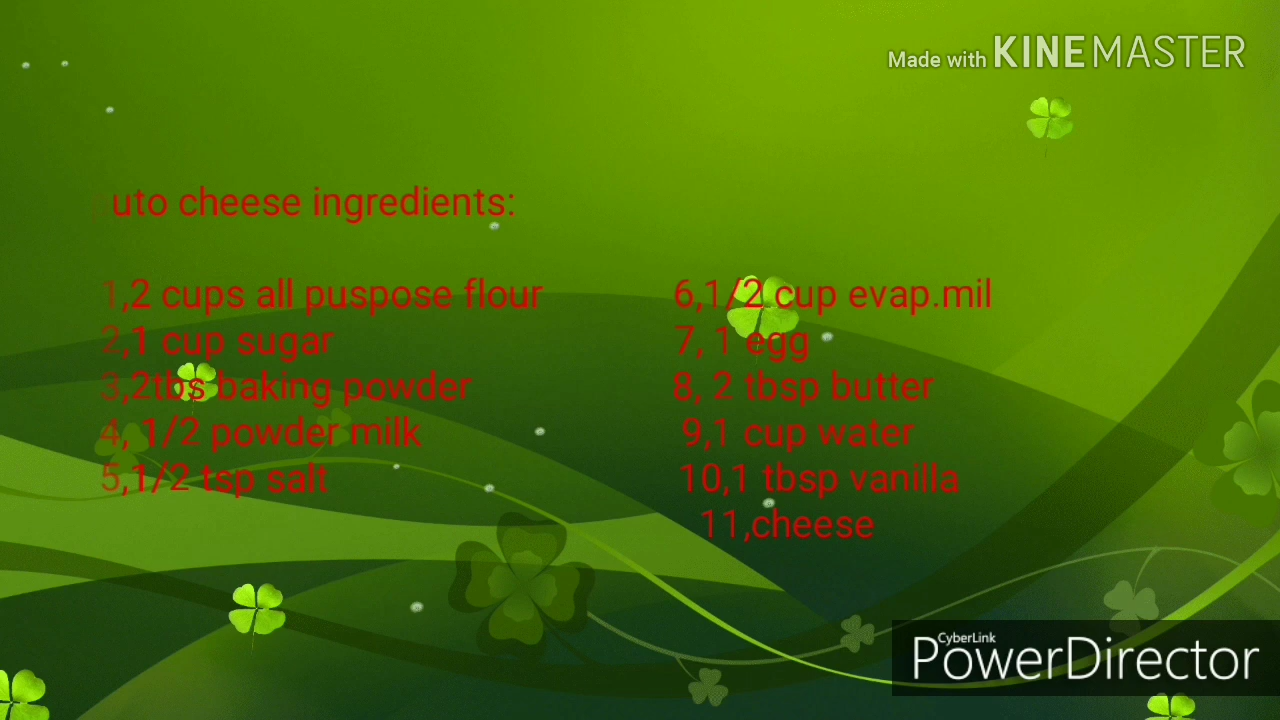 Made with KINEMASTER
uto cheese ingredients:
1,2 cups all puspose flour
2,1 cup sugar
3,2tbs baking powder
4, 1/2 powder milk
5,1/2 tsp salt
6,1/2 cup evap.mil
7, 1 egg
8, 2 tbsp butter
9,1 cup water
10,1 tbsp vanilla
11,cheese
CyberLink
PowerDirector